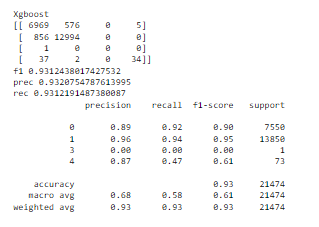 Xgboost
[[ 6969   576     0     5]
 [  856 12994     0     0]
 [    1     0     0     0]
 [   37     2     0    34]]
f1 0.9312438017427532
prec 0.9320754787613995
rec 0.9312191487380087
              precision    recall  f1-score   support
           0       0.89      0.92      0.90      7550
           1       0.96      0.94      0.95     13850
           3       0.00      0.00      0.00         1
           4       0.87      0.47      0.61        73
    accuracy                           0.93     21474
   macro avg       0.68      0.58      0.61     21474
weighted avg       0.93      0.93      0.93     21474